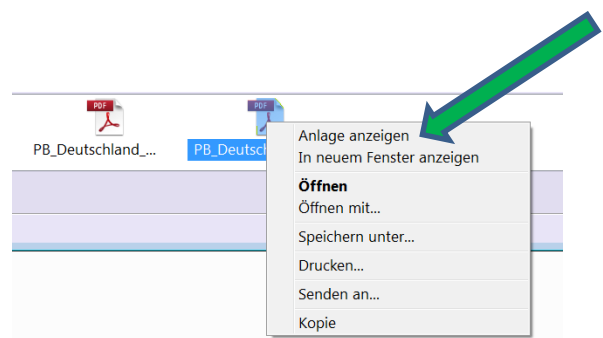 PDF
PDF
PB_Deutschland_...
PB_Deutsch
Anlage anzeigen
In neuem Fenster anzeigen
Öffnen
Öffnen mit...
Speichern unter...
Drucken...
Senden an...
Kopie